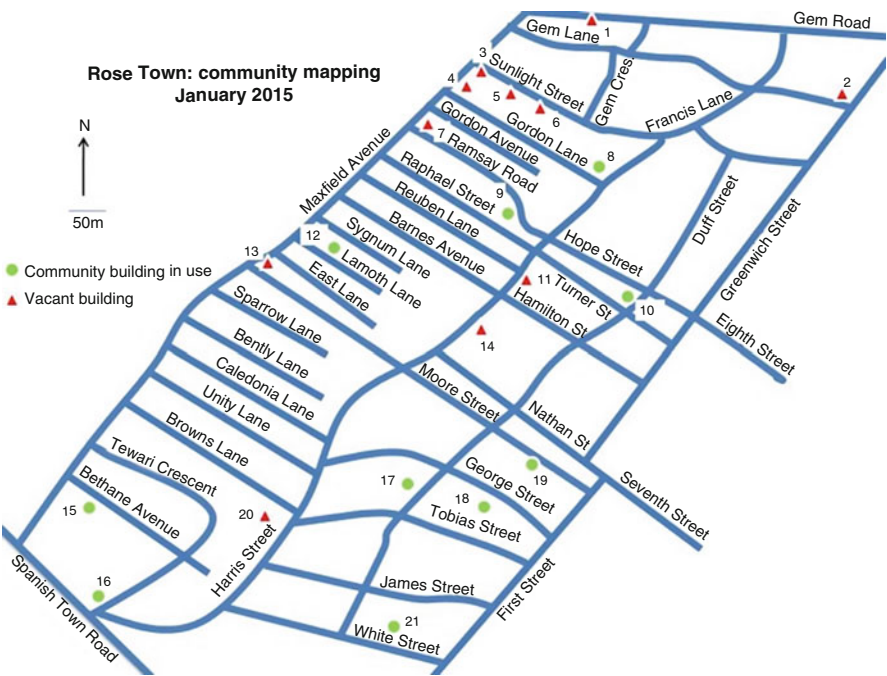 Rose Town: community mapping
January 2015
N
50m
Community building in use
Vacant building
Gem Road
Gem Lane
1
Gem Cres.
2
3
Sunlight Street
4
5
6
Francis Lane
Gordon Lane
Gordon Avenue
8
1
Ramsay Road
Maxfield Avenue
Raphael Street
9
Reuben Lane
Barnes Avenue
Duff Street
Greenwich Street
Hope Street
12
Sygnum Lane
Lamoth Lane
East Lane
13
11
Turner St
10
Hamilton St
Eighth Street
14
Sparrow Lane
Bently Lane
Caledonia Lane
Unity Lane
Browns Lane
Moore Street
Nathan St
Tewari Crescent
Bethane Avenue
15
16
17
18
19
George Street
Tobias Street
Seventh Street
20
Harris Street
James Street
First Street
21
White Street
Spanish Town Road